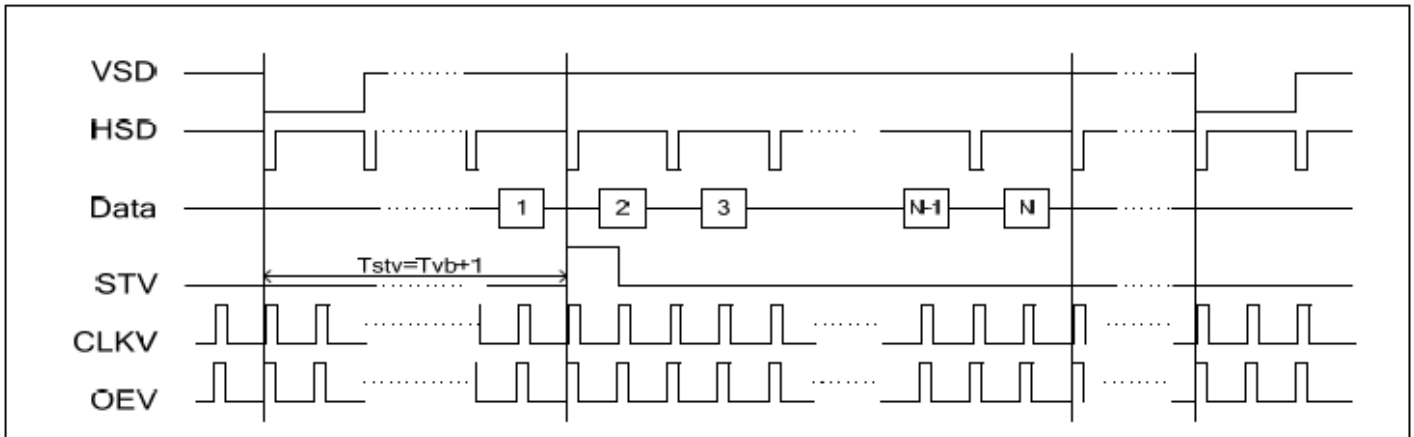 VSD
HSD
Data 1 2 3 N-1 N
Tstv=Tvb+1
STV
CLKV
OEV